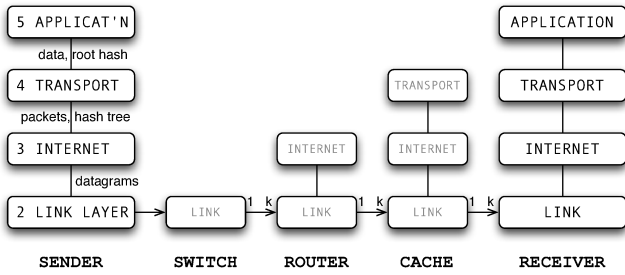 5 APPLICAT'N
APPLICATION
data, root hash
4 TRANSPORT
TRANSPORT
TRANSPORT
packets, hash tree
3 INTERNET
INTERNET
INTERNET
INTERNET
datagrams
2 LINK LAYER
LINK
1
k
LINK
1
k
LINK
1
k
LINK
SENDER
SWITCH
ROUTER
CACHE
RECEIVER